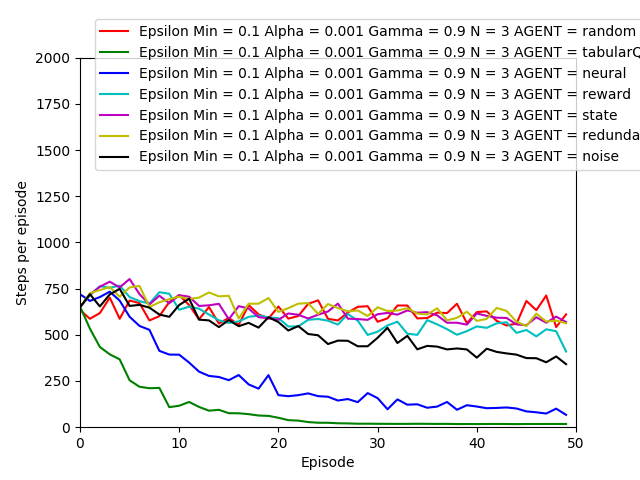 Epsilon Min = 0.1 Alpha = 0.001 Gamma = 0.9 N = 3 AGENT = random
Epsilon Min = 0.1 Alpha = 0.001 Gamma = 0.9 N = 3 AGENT = tabularQ
Epsilon Min = 0.1 Alpha = 0.001 Gamma = 0.9 N = 3 AGENT = neural
Epsilon Min = 0.1 Alpha = 0.001 Gamma = 0.9 N = 3 AGENT = reward
Epsilon Min = 0.1 Alpha = 0.001 Gamma = 0.9 N = 3 AGENT = state
Epsilon Min = 0.1 Alpha = 0.001 Gamma = 0.9 N = 3 AGENT = redunda
Epsilon Min = 0.1 Alpha = 0.001 Gamma = 0.9 N = 3 AGENT = noise
2000
1750
1500
1250
1000
750
500
250
0
Steps per episode
0 10 20 30 40 50
Episode